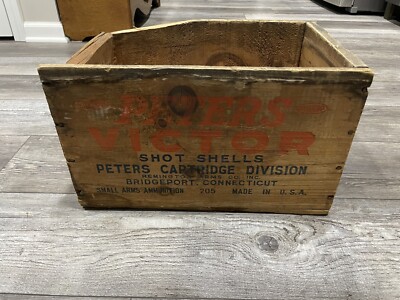 PETERS
VICTOR
SHOT SHELLS
PETERS CARTRIDGE DIVISION
REMINGTON ARMS CO. INC.
BRIDGEPORT, CONNECTICUT
SMALL ARMS AMMUNITION 205 MADE IN U.S.A.